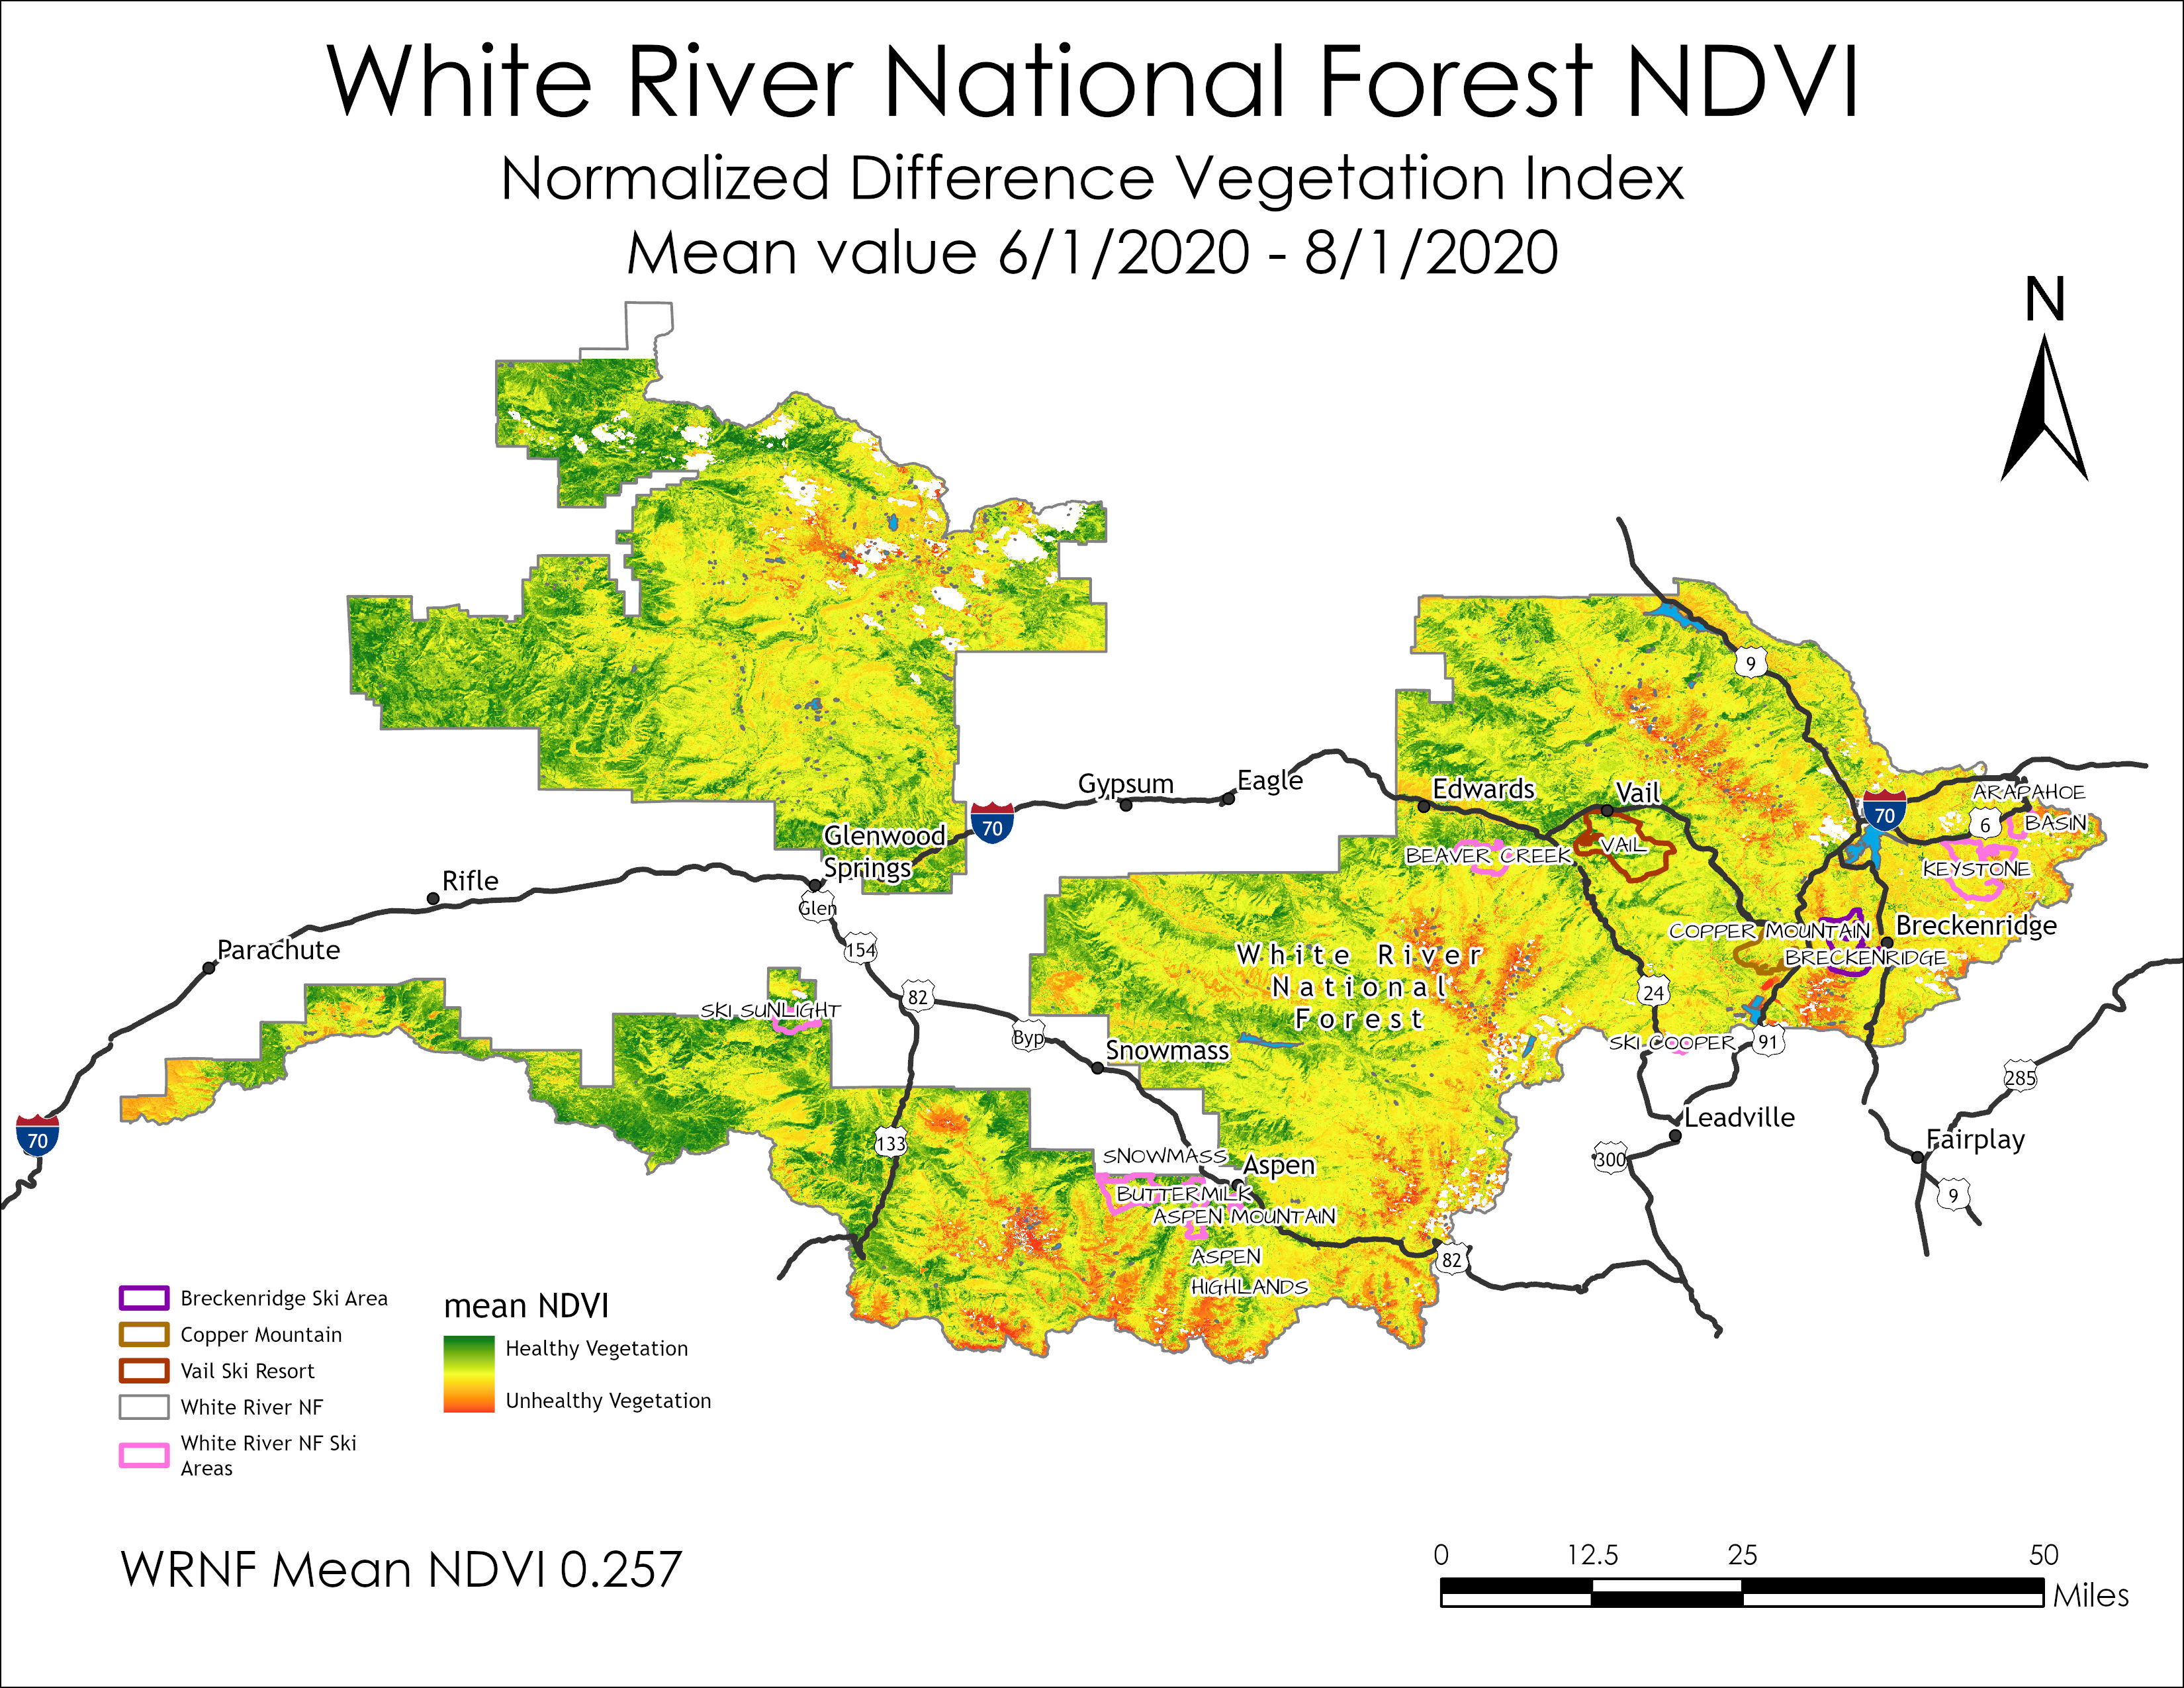 White River National Forest NDVI
Normalized Difference Vegetation Index
Mean value 6/1/2020 - 8/1/2020
N
9
Gypsum
Eagle
Edwards
Vail
70
70
ARAPAHOE
6
BASIN
Glenwood
Springs
BEAVER CREEK
VAIL
KEYSTONE
Rifle
Glen
COPPER MOUNTAIN
Breckenridge
Parachute
154
White River
National
Forest
BRECKENRIDGE
82
24
SKI SUNLIGHT
Byp
Snowmass
SKI COOPER
91
285
70
133
Leadville
Fairplay
300
SNOWMASS
Aspen
BUTTERMILK
9
ASPEN MOUNTAIN
ASPEN
HIGHLANDS
82
Breckenridge Ski Area
Copper Mountain
Vail Ski Resort
White River NF
White River NF Ski
Areas
mean NDVI
Healthy Vegetation
Unhealthy Vegetation
WRNF Mean NDVI 0.257
0 12.5 25 50
Miles